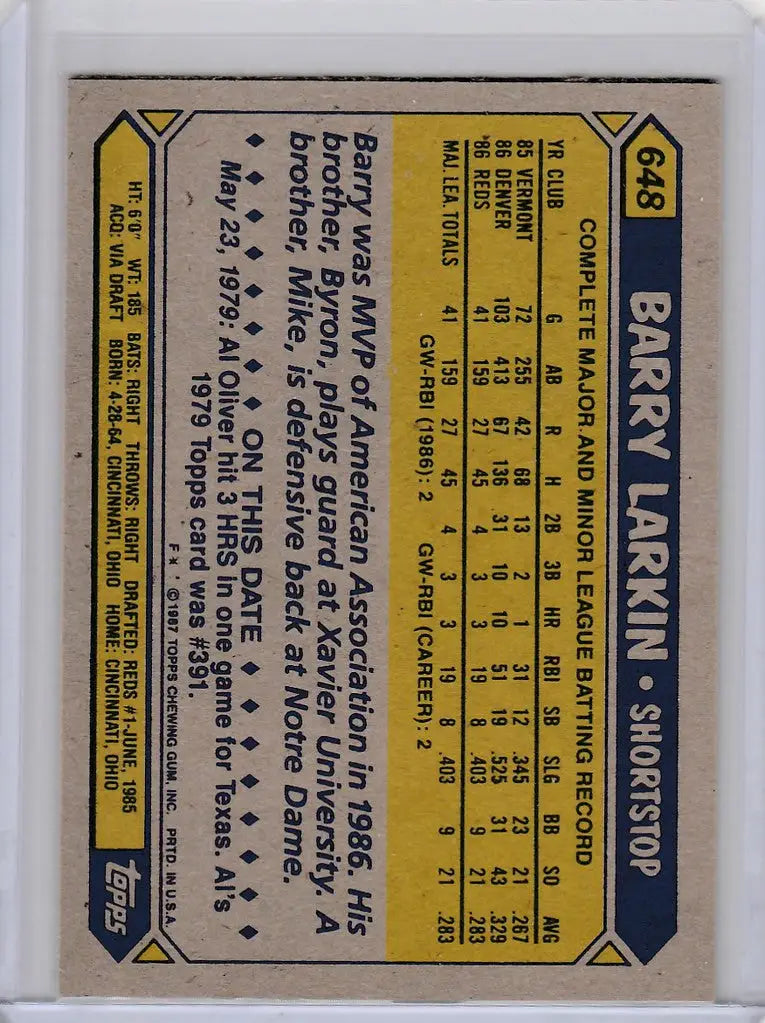 648 BARRY LARKIN • SHORTSTOP
COMPLETE MAJOR AND MINOR LEAGUE BATTING RECORD
YR CLUB G AB R H 2B 3B HR RBI SB SLG BB SO AVG
85 VERMONT 72 255 42 68 13 2 1 31 12 .345 23 21 .267
86 DENVER 103 413 67 136 31 10 10 51 19 .525 31 43 .329
'86 REDS 41 159 27 45 4 3 3 19 8 .403 9 21 .283
MAJ. LEA. TOTALS 41 159 27 45 4 3 3 19 8 .403 9 21 .283
GW-RBI (1986): 2 GW-RBI (CAREER): 2
Barry was MVP of American Association in 1986. His
brother, Byron, plays guard at Xavier University. A
brother, Mike, is defensive back at Notre Dame.
ON THIS DATE
May 23, 1979: Al Oliver hit 3 HRS in one game for Texas. Al's
1979 Topps card was #391.
F* ©1987 TOPPS CHEWING GUM, INC. PRTD. IN U.S.A.
HT: 6'0" WT: 185 BATS: RIGHT THROWS: RIGHT DRAFTED: REDS #1-JUNE, 1985
ACQ: VIA DRAFT BORN: 4-28-64, CINCINNATI, OHIO HOME: CINCINNATI, OHIO
topps